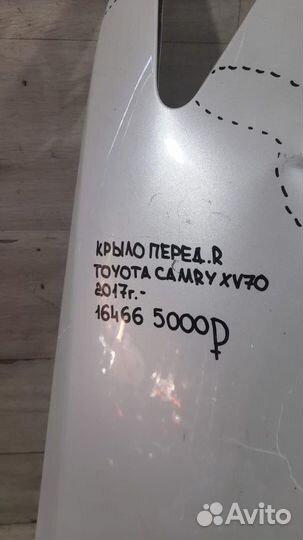 КРЫЛО ПЕРЕД.R
TOYOTA CAMRY XV70
2017г.-
16466 5000₽
Avito